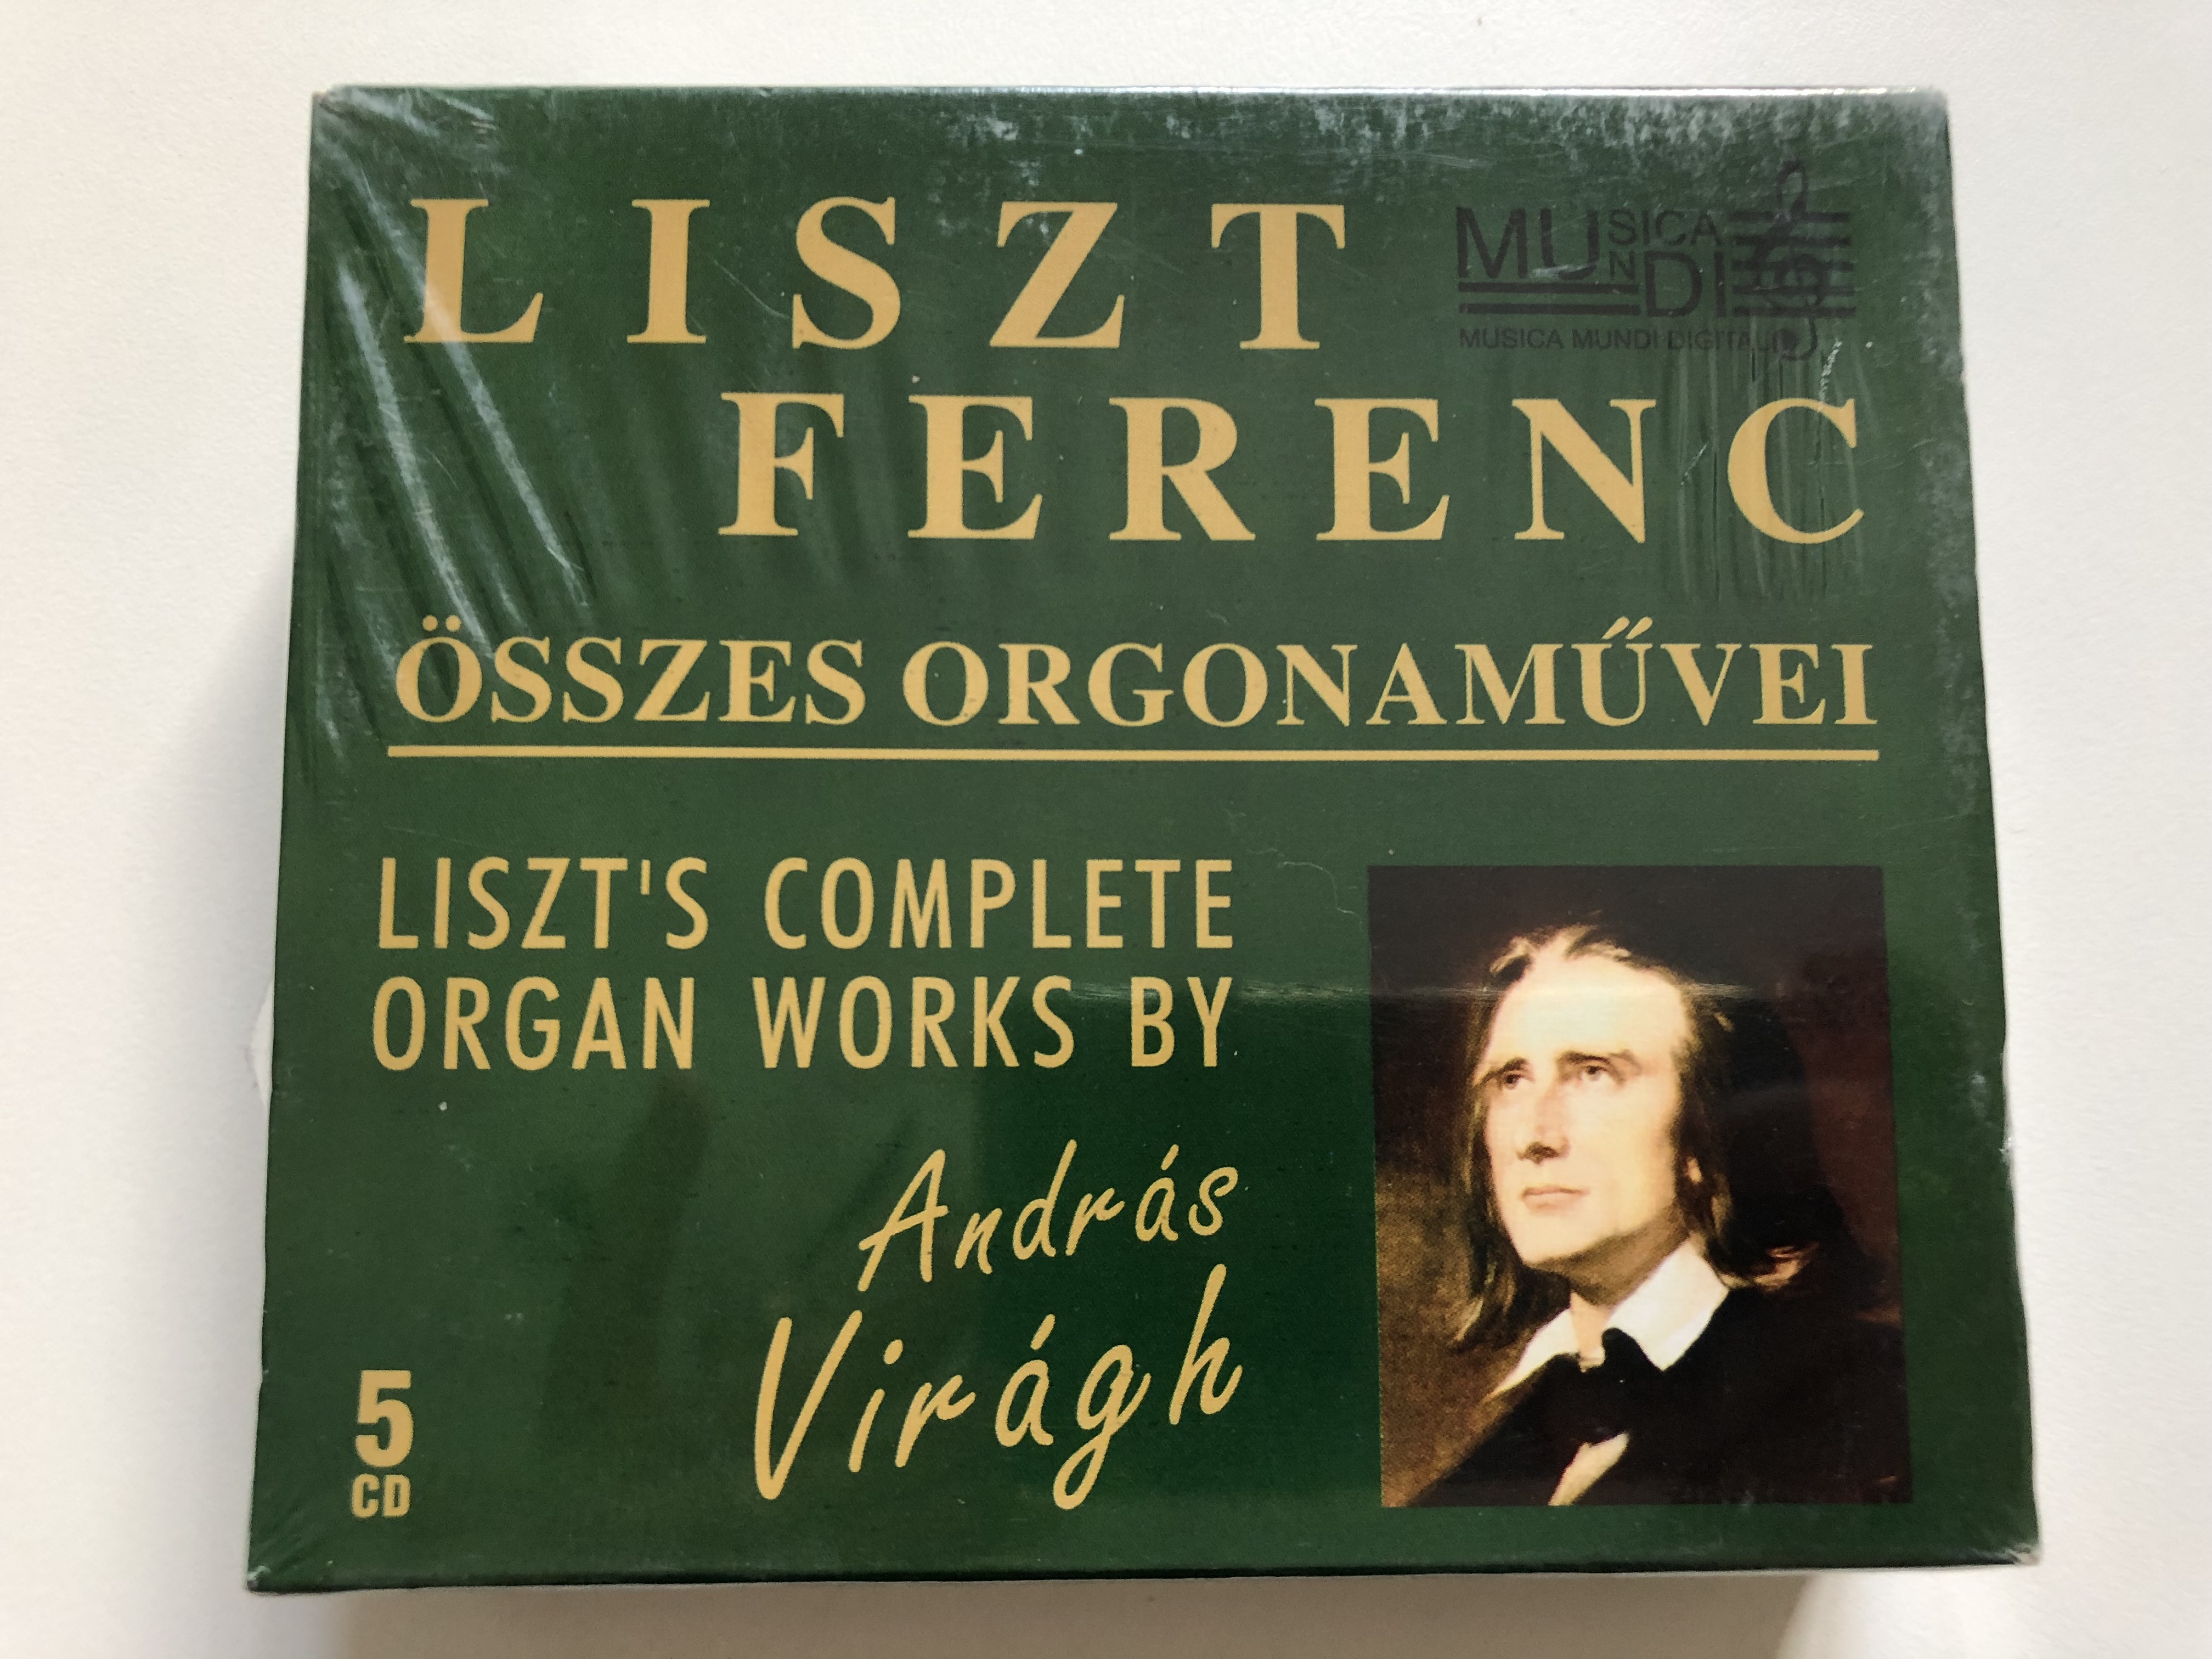 LISZT
MUSICA
MUNDI
MUSICA MUNDI DIGITAL
FERENC
ÖSSZES ORGONAMŰVEI
LISZT'S COMPLETE
ORGAN WORKS BY
András
Virágh
5
CD